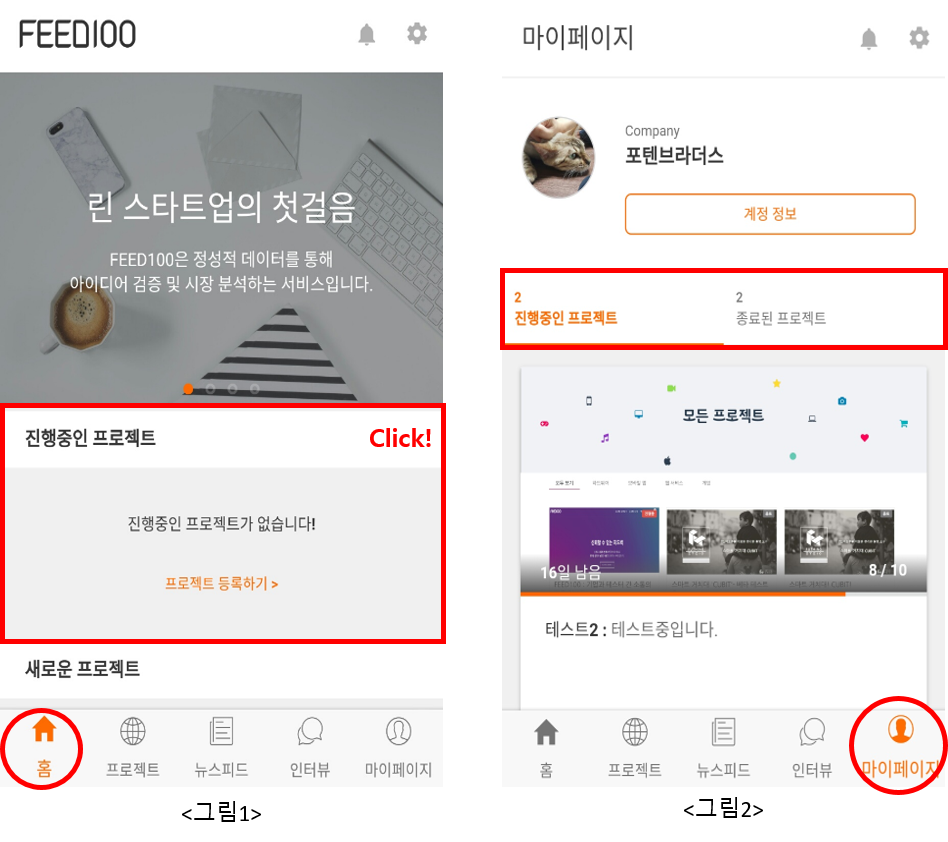 FEED100
린 스타트업의 첫걸음
FEED100은 정성적 데이터를 통해
아이디어 검증 및 시장 분석하는 서비스입니다.
진행중인 프로젝트
Click!
진행중인 프로젝트가 없습니다!
프로젝트 등록하기 >
새로운 프로젝트
홈
프로젝트
뉴스피드
인터뷰
마이페이지
<그림1>
마이페이지
Company
포텐브라더스
계정 정보
2
진행중인 프로젝트
2
종료된 프로젝트
모든 프로젝트
16일 남음
8 / 10
테스트2 : 테스트중입니다.
홈
프로젝트
뉴스피드
인터뷰
마이페이지
<그림2>